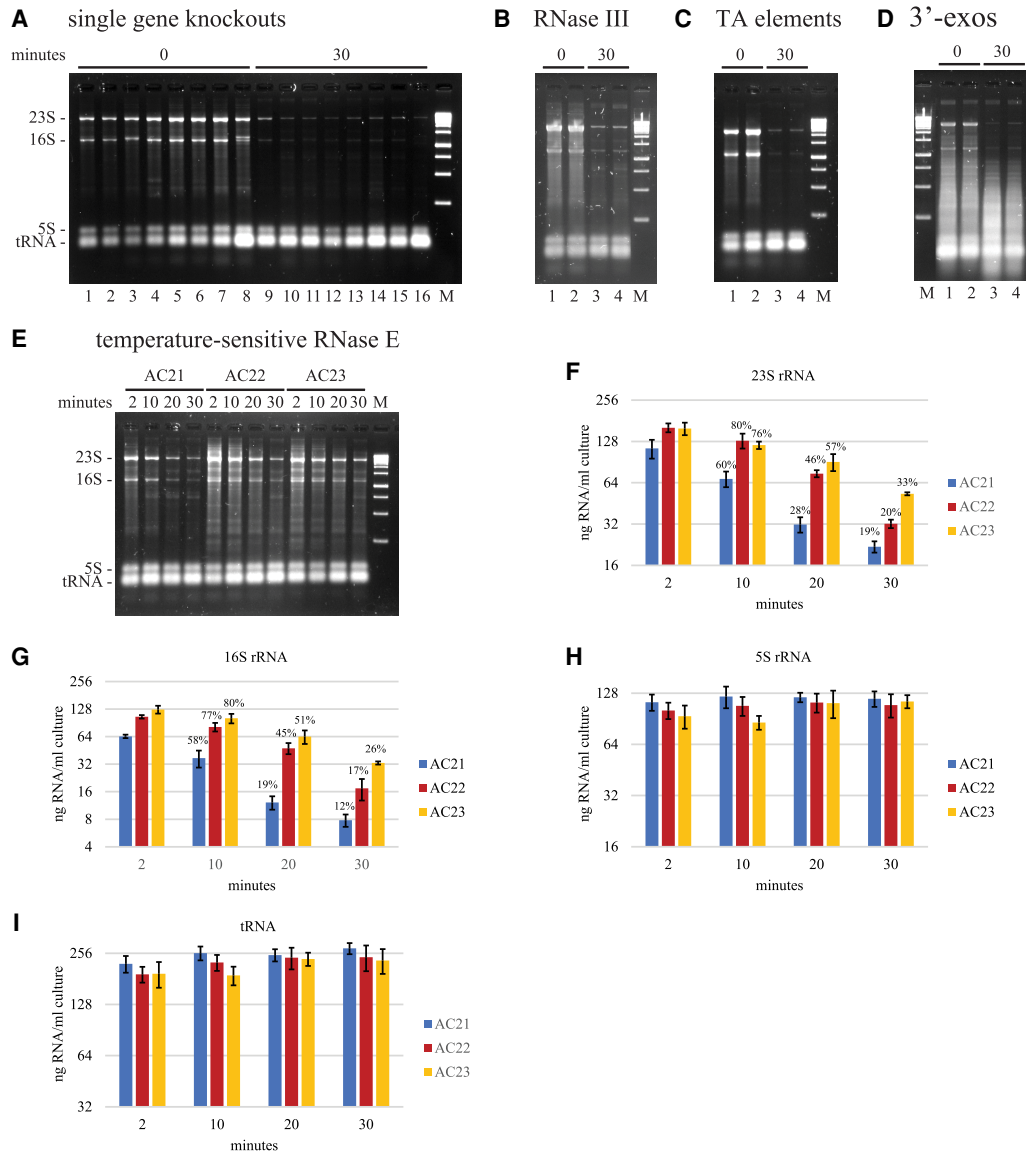 A single gene knockouts
minutes 0 30
23S -
16S -
5S -
tRNA -
1 2 3 4 5 6 7 8 9 10 11 12 13 14 15 16 M
B RNase III
0 30
M
1 2 3 4 M
C TA elements
0 30
M
1 2 3 4 M
D 3’-exos
0 30
M
M 1 2 3 4
E temperature-sensitive RNase E
AC21 AC22 AC23
minutes 2 10 20 30 2 10 20 30 2 10 20 30 M
23S -
16S -
5S -
tRNA -
F
23S rRNA
ng RNA/ml culture
256
128
64
32
16
60% 80% 76%
28% 46% 57%
19% 20% 33%
2 10 20 30
minutes
AC21
AC22
AC23
G
16S rRNA
ng RNA/ml culture
256
128
64
32
16
8
4
58% 77% 80%
19% 45% 51%
12% 17% 26%
2 10 20 30
minutes
AC21
AC22
AC23
H
5S rRNA
ng RNA/ml culture
128
64
32
16
2 10 20 30
minutes
AC21
AC22
AC23
I
tRNA
ng RNA/ml culture
256
128
64
32
2 10 20 30
minutes
AC21
AC22
AC23